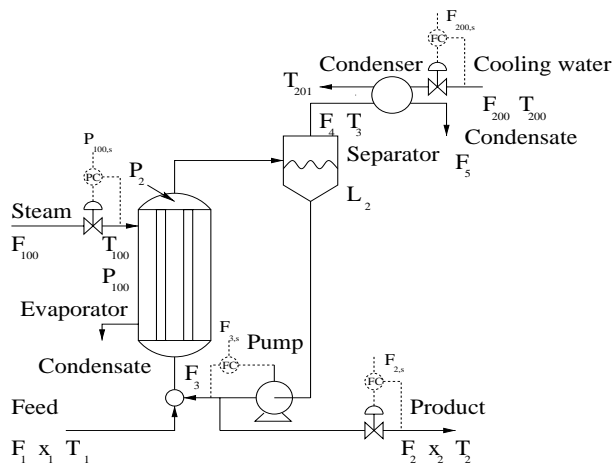 F200,s
FC
Condenser
Cooling water
T201
F200 T200
F4 T3
Condensate
P100,s
Separator
F5
PC
P2
L2
Steam
F100
T100
P100
Evaporator
F3,s
Pump
Condensate
FC
F2,s
F3
FC
Feed
Product
F1 x1 T1
F2 x2 T2